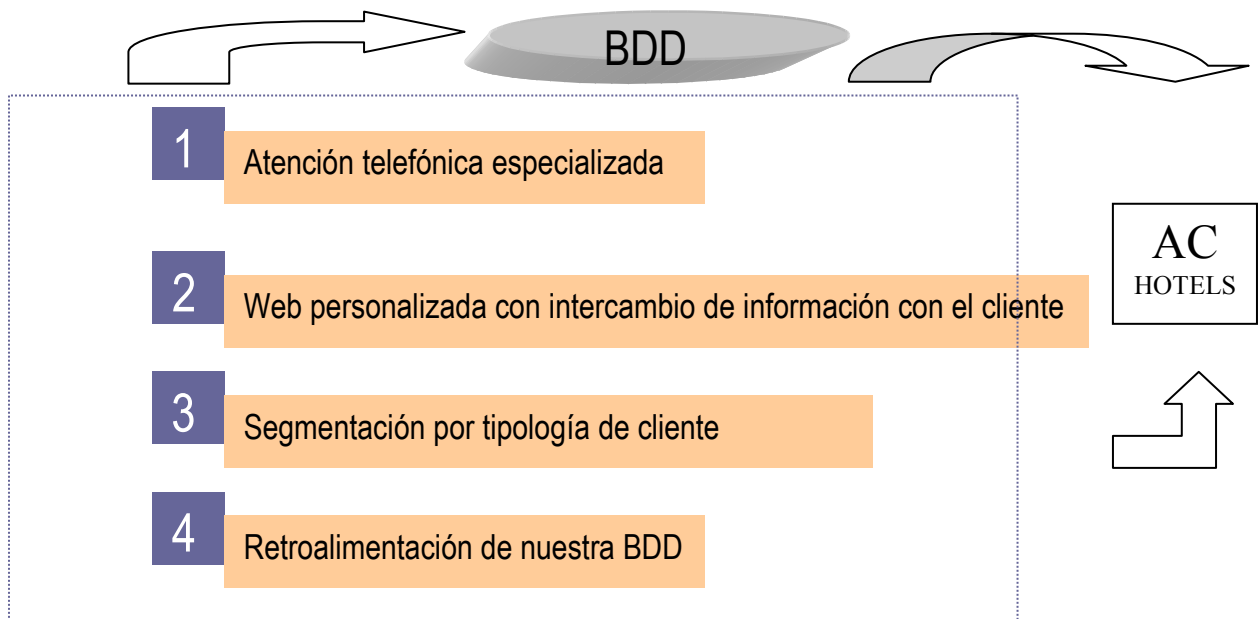 BDD
1
Atención telefónica especializada
2
Web personalizada con intercambio de información con el cliente
AC
HOTELS
3
Segmentación por tipología de cliente
4
Retroalimentación de nuestra BDD